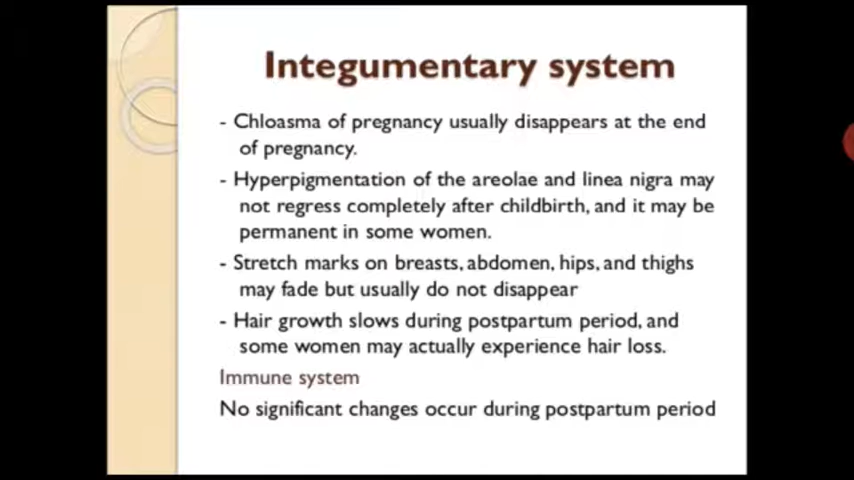 Integumentary system
- Chloasma of pregnancy usually disappears at the end
of pregnancy.
- Hyperpigmentation of the areolae and linea nigra may
not regress completely after childbirth, and it may be
permanent in some women.
- Stretch marks on breasts, abdomen, hips, and thighs
may fade but usually do not disappear
- Hair growth slows during postpartum period, and
some women may actually experience hair loss.
Immune system
No significant changes occur during postpartum period